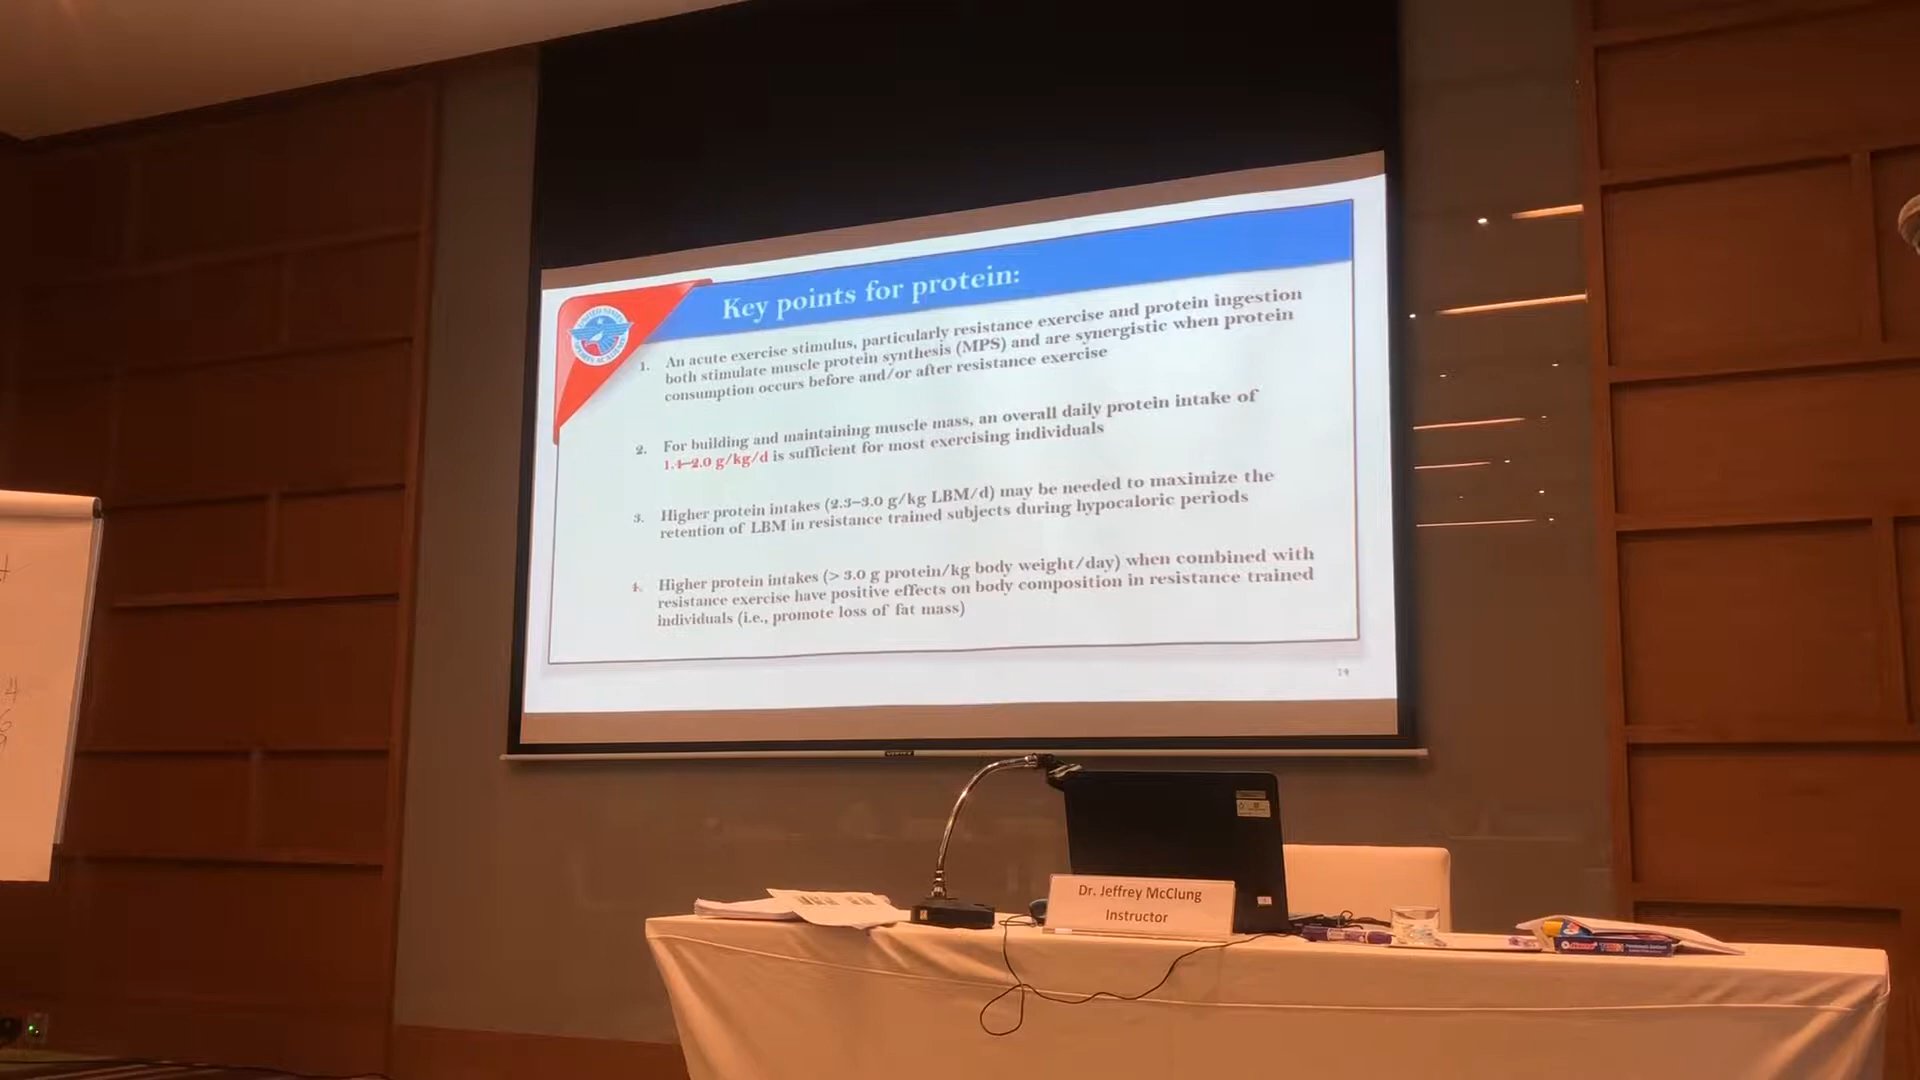 Key points for protein:
1. An acute exercise stimulus, particularly resistance exercise and protein ingestion
both stimulate muscle protein synthesis (MPS) and are synergistic when protein
consumption occurs before and/or after resistance exercise
2. For building and maintaining muscle mass, an overall daily protein intake of
1.4–2.0 g/kg/d is sufficient for most exercising individuals
3. Higher protein intakes (2.3–3.0 g/kg LBM/d) may be needed to maximize the
retention of LBM in resistance trained subjects during hypocaloric periods
4. Higher protein intakes (> 3.0 g protein/kg body weight/day) when combined with
resistance exercise have positive effects on body composition in resistance trained
individuals (i.e., promote loss of fat mass)
UNITED STATES
SPORTS ACADEMY
Dr. Jeffrey McClung
Instructor